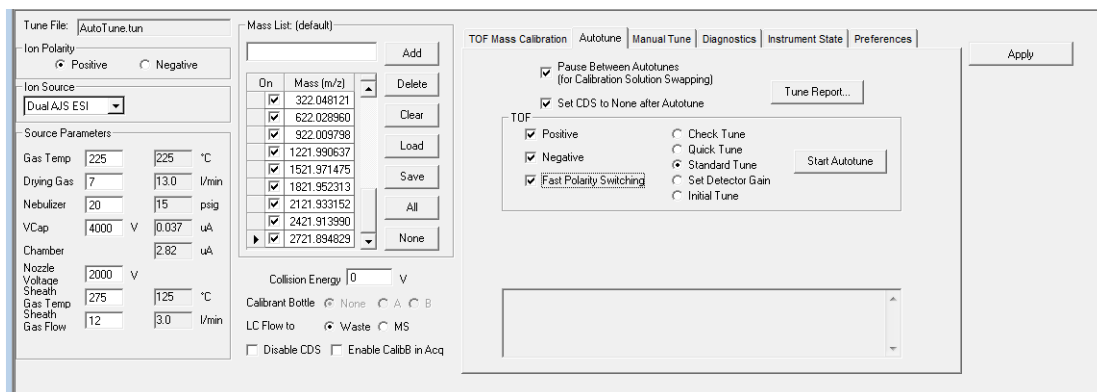 Tune File: AutoTune.tun
Ion Polarity
Positive Negative
Ion Source
Dual AJS ESI
Source Parameters
Gas Temp 225 225 °C
Drying Gas 7 13.0 l/min
Nebulizer 20 15 psig
VCap 4000 V 0.037 uA
Chamber 2.82 uA
Nozzle
Voltage 2000 V
Sheath
Gas Temp 275 125 °C
Sheath
Gas Flow 12 3.0 l/min
Mass List: (default)
Add
On Mass (m/z)
322.048121
622.028960
922.009798
1221.990637
1521.971475
1821.952313
2121.933152
2421.913990
2721.894829
Delete
Clear
Load
Save
All
None
Collision Energy 0 V
Calibrant Bottle None A B
LC Flow to Waste MS
Disable CDS Enable CalibB in Acq
TOF Mass Calibration Autotune Manual Tune Diagnostics Instrument State Preferences
Pause Between Autotunes
(for Calibration Solution Swapping)
Set CDS to None after Autotune
Tune Report...
TOF
Positive
Negative
Fast Polarity Switching
Check Tune
Quick Tune
Standard Tune
Set Detector Gain
Initial Tune
Start Autotune
Apply